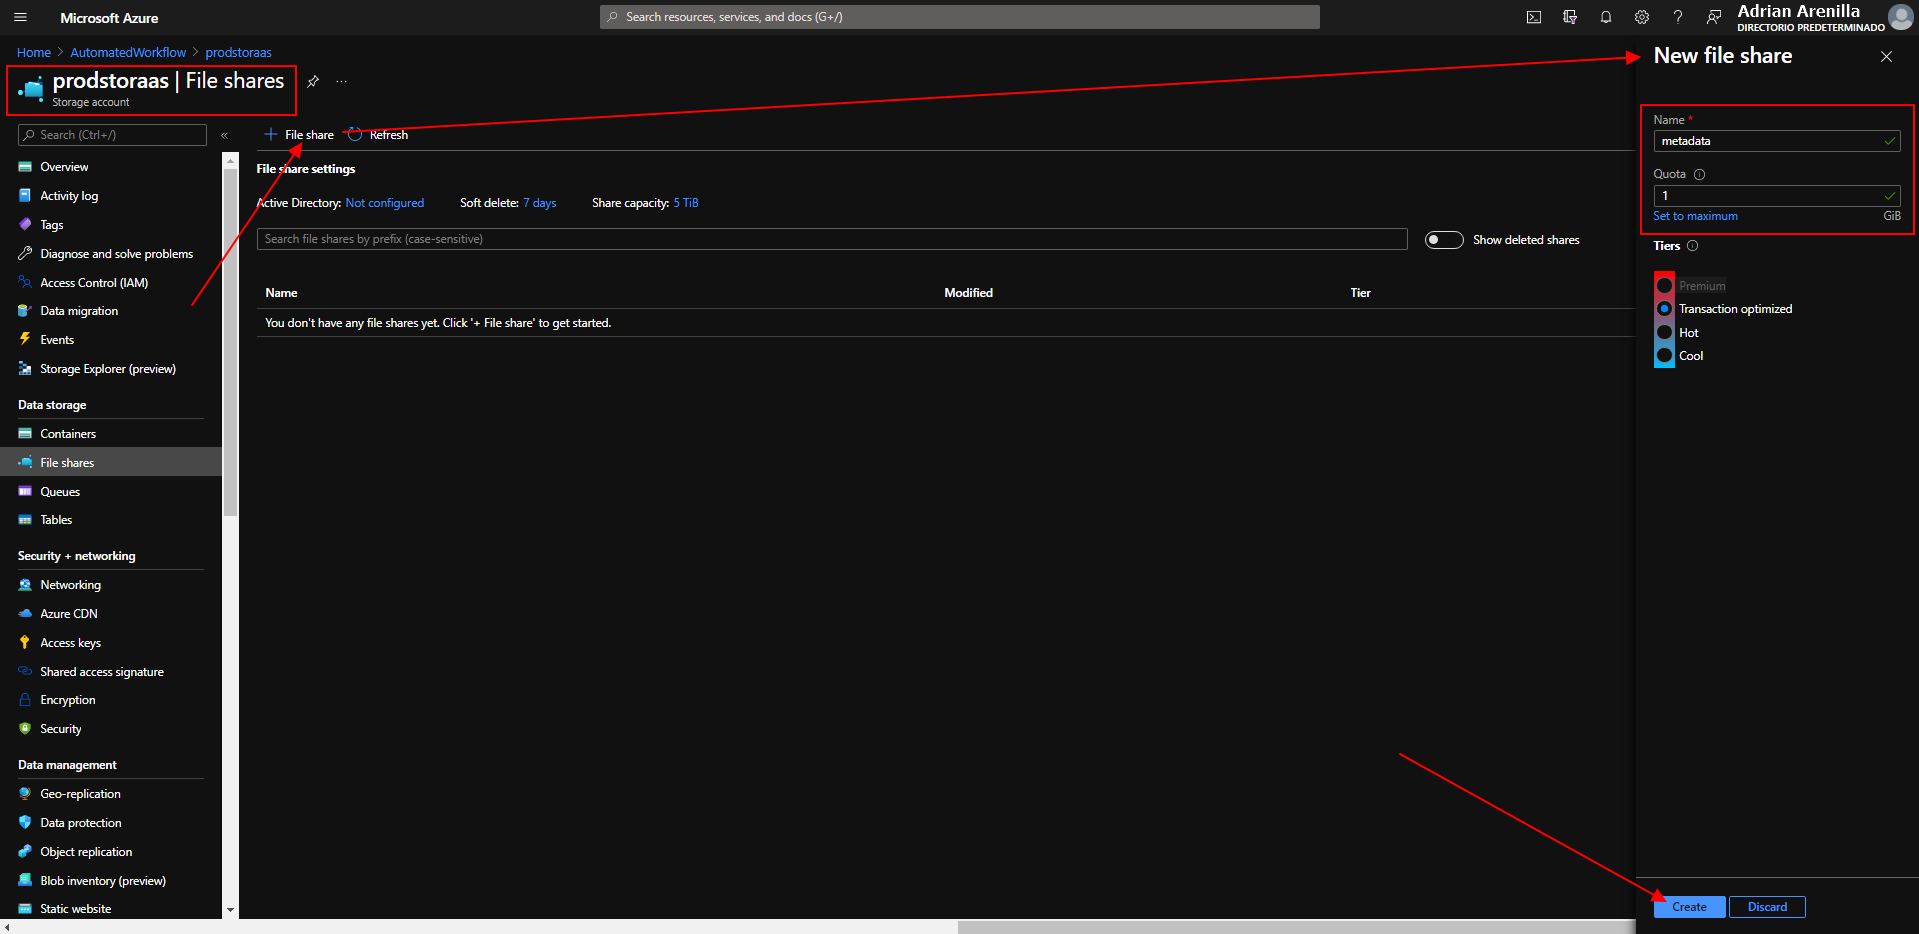 Microsoft Azure
Search resources, services, and docs (G+/)
Adrian Arenilla
DIRECTORIO PREDETERMINADO
Home > AutomatedWorkflow > prodstoraas
prodstoraas | File shares
Storage account
Search (Ctrl+/)
Overview
Activity log
Tags
Diagnose and solve problems
Access Control (IAM)
Data migration
Events
Storage Explorer (preview)
Data storage
Containers
File shares
Queues
Tables
Security + networking
Networking
Azure CDN
Access keys
Shared access signature
Encryption
Security
Data management
Geo-replication
Data protection
Object replication
Blob inventory (preview)
Static website
File share Refresh
File share settings
Active Directory: Not configured Soft delete: 7 days Share capacity: 5 TiB
Search file shares by prefix (case-sensitive)
Show deleted shares
Name Modified Tier
You don't have any file shares yet. Click '+ File share' to get started.
New file share
Name *
metadata
Quota
1
Set to maximum GiB
Tiers
Premium
Transaction optimized
Hot
Cool
Create Discard